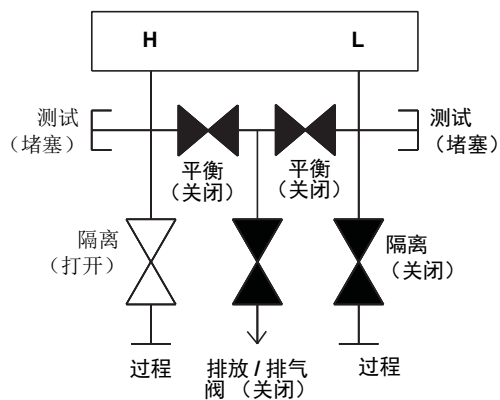 H L
测试
（堵塞）
测试
（堵塞）
平衡
（关闭）
平衡
（关闭）
隔离
（打开）
隔离
（关闭）
过程
排放 / 排气
阀 （关闭）
过程